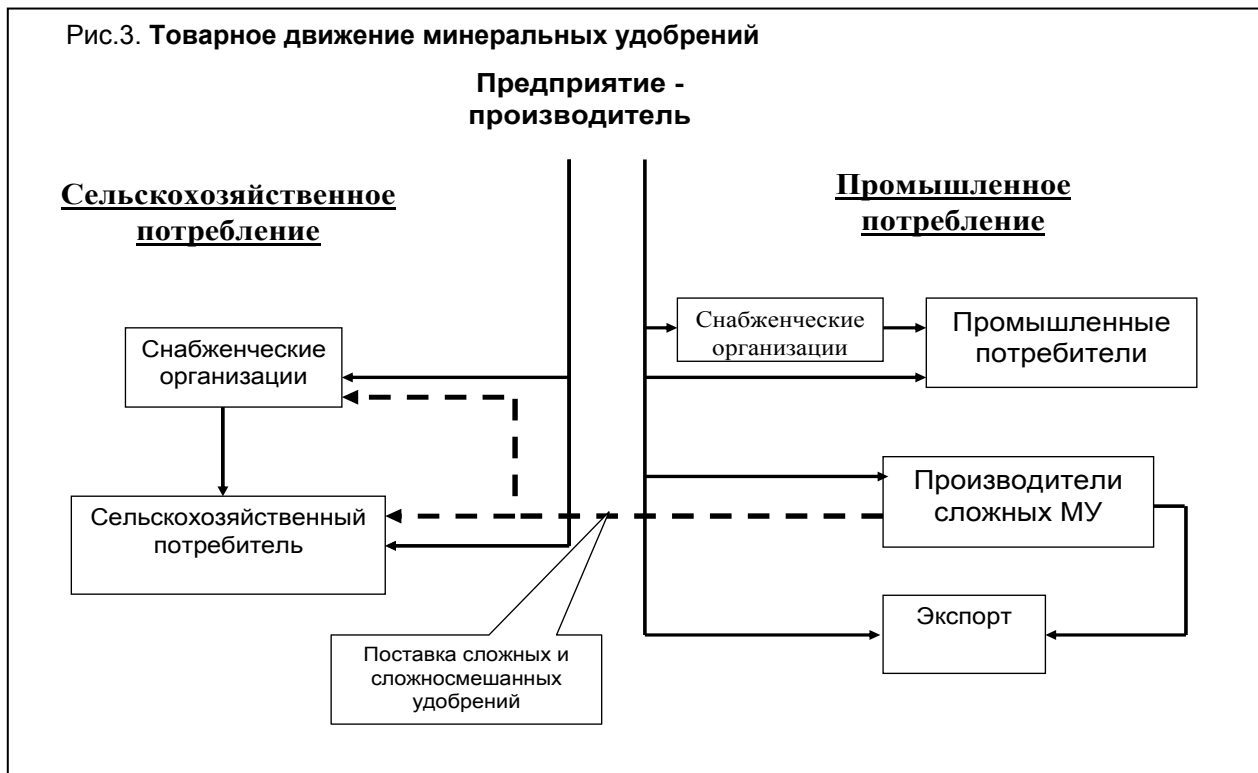 Рис.3. Товарное движение минеральных удобрений
Предприятие -
производитель
Сельскохозяйственное
потребление
Промышленное
потребление
Снабженческие
организации
Снабженческие
организации
Промышленные
потребители
Сельскохозяйственный
потребитель
Производители
сложных МУ
Экспорт
Поставка сложных и
сложносмешанных
удобрений